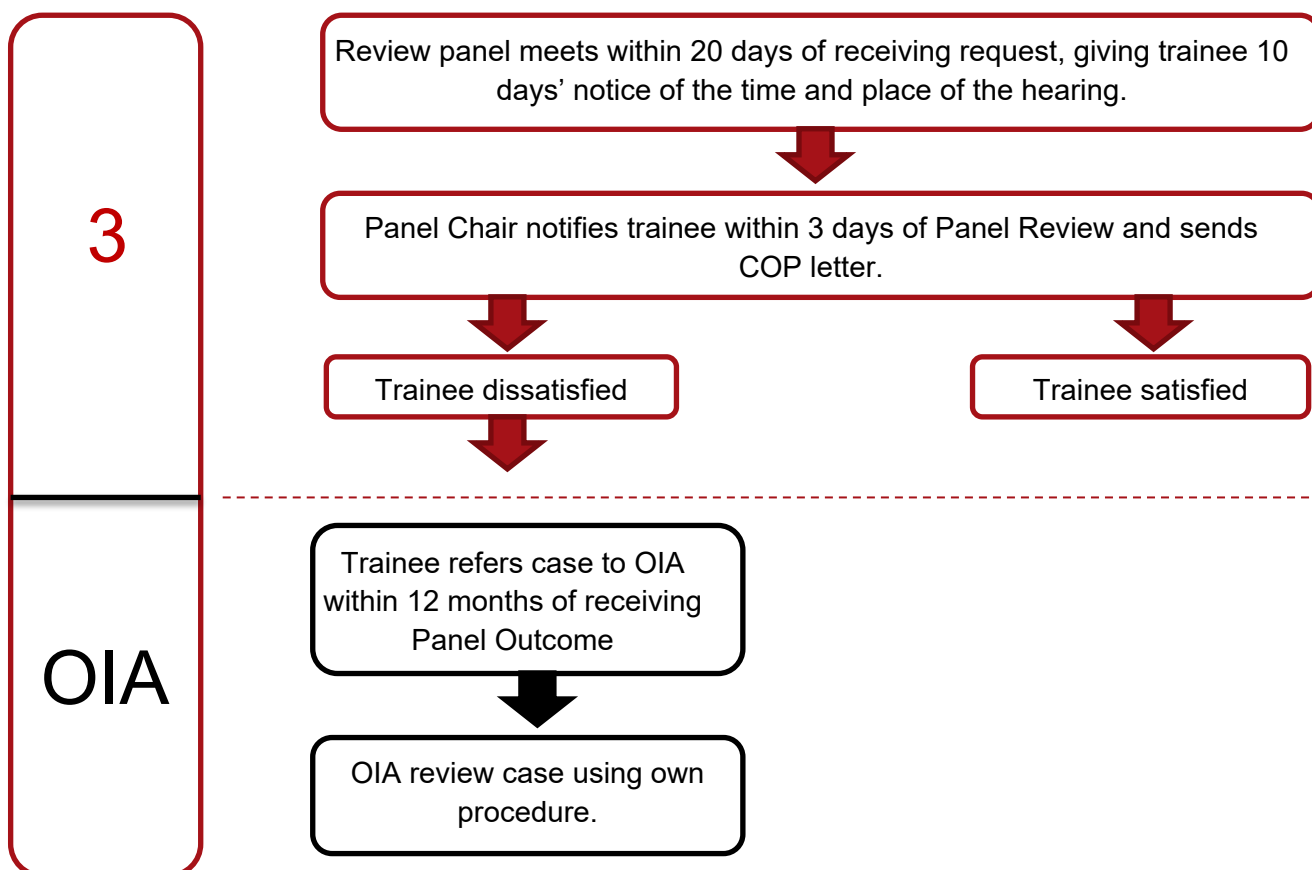 3
Review panel meets within 20 days of receiving request, giving trainee 10
days’ notice of the time and place of the hearing.
Panel Chair notifies trainee within 3 days of Panel Review and sends
COP letter.
Trainee dissatisfied
Trainee satisfied
OIA
Trainee refers case to OIA
within 12 months of receiving
Panel Outcome
OIA review case using own
procedure.